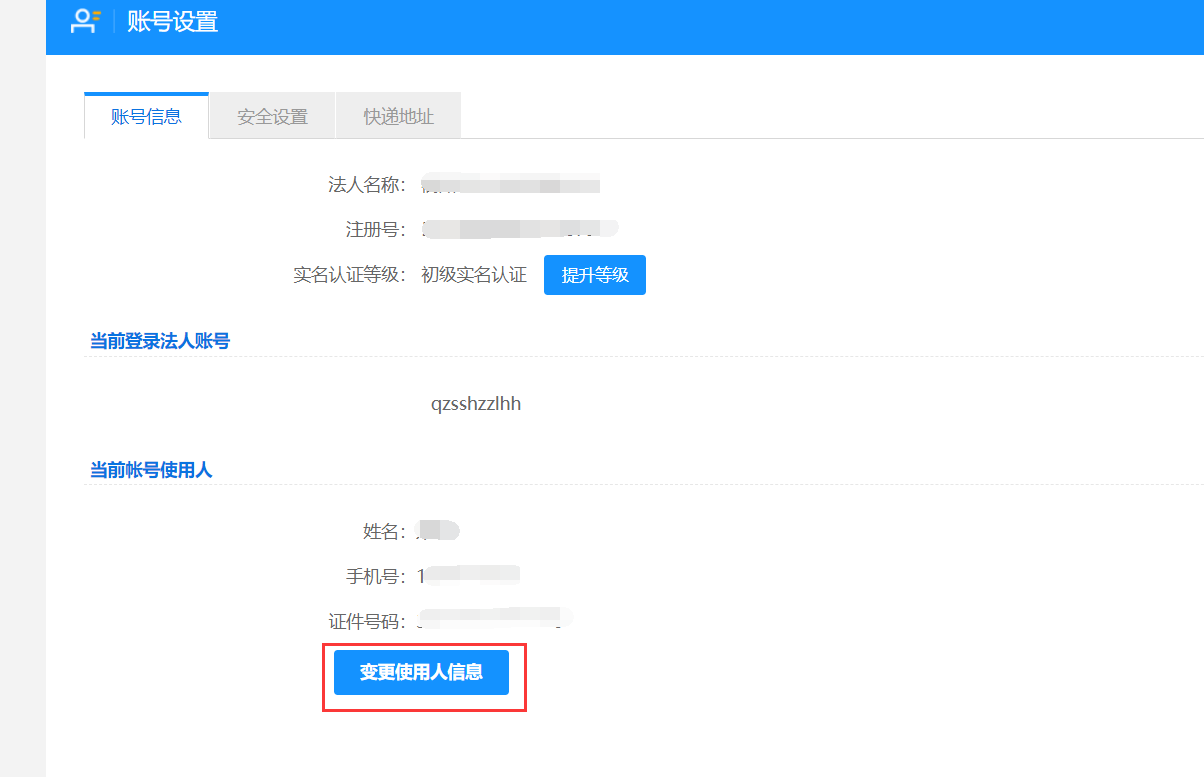 账号设置
账号信息 安全设置 快递地址
法人名称：
注册号：
实名认证等级： 初级实名认证 提升等级
当前登录法人账号
qzsshzzlhh
当前帐号使用人
姓名：
手机号：1
证件号码：
变更使用人信息